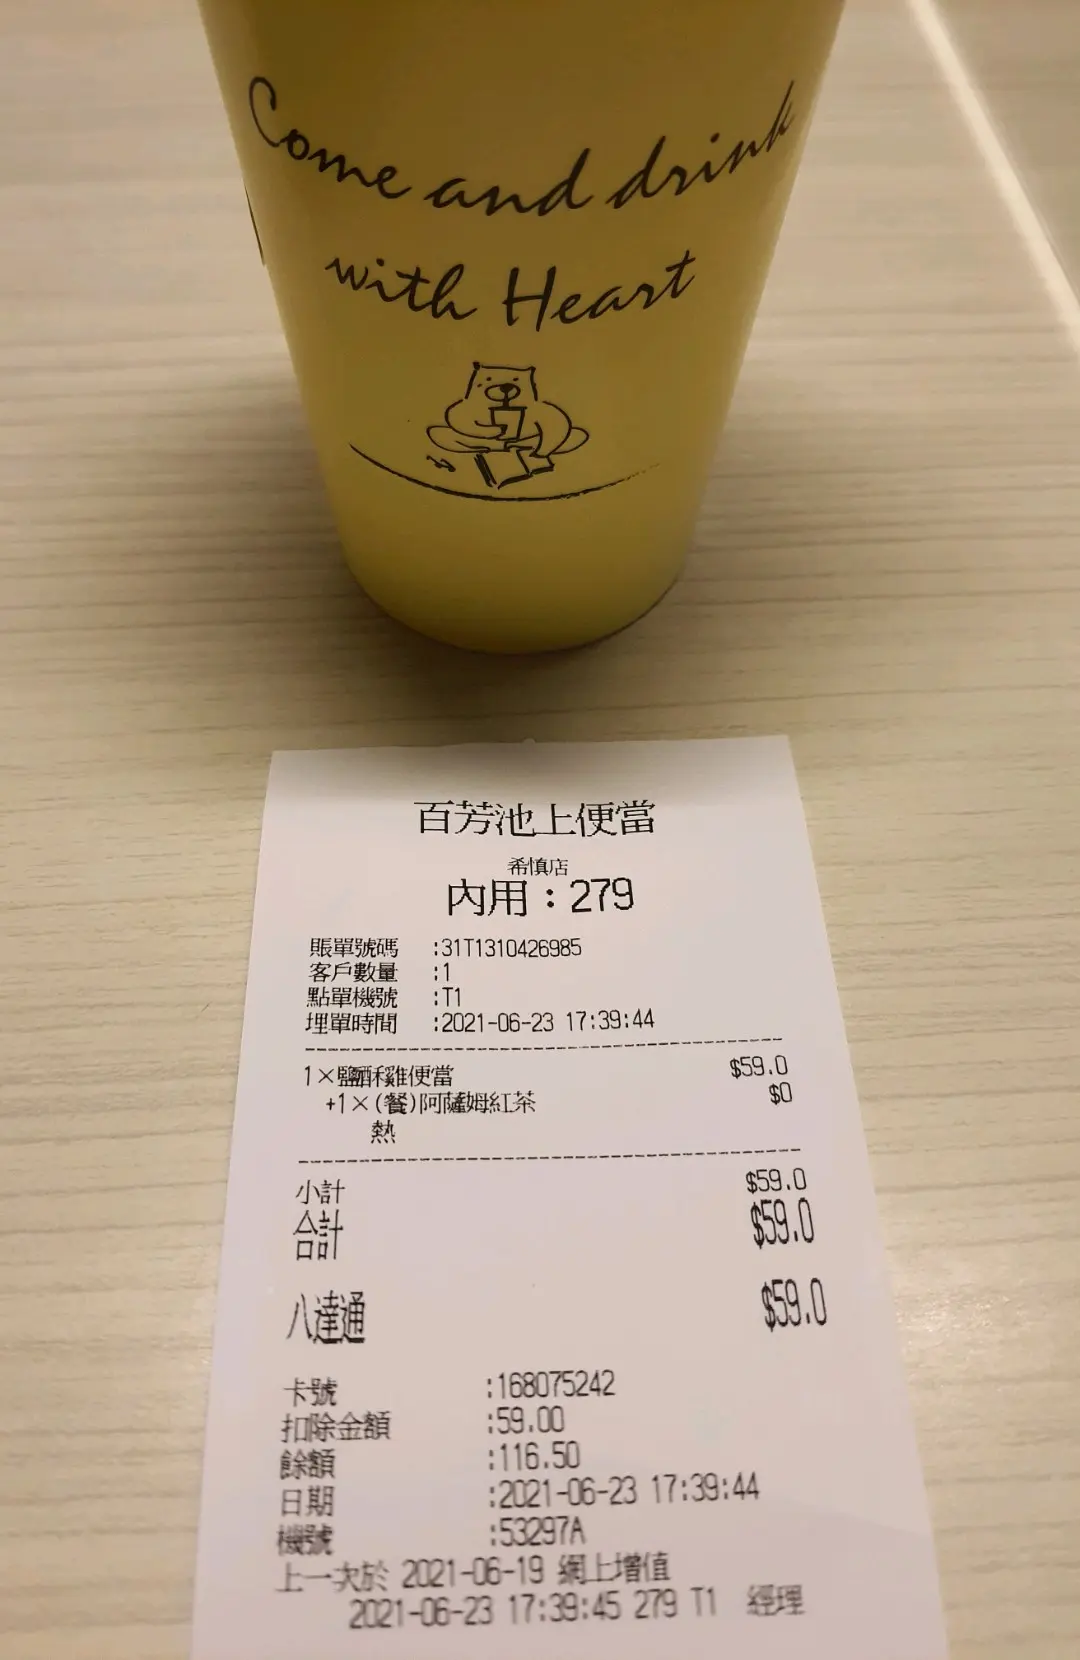 Come and drink
with Heart
百芳池上便當
希慎店
內用：279
賬單號碼 :31T1310426985
客戶數量 :1
點單機號 :T1
埋單時間 :2021-06-23 17:39:44
1×鹽酥雞便當 $59.0
+1×(餐)阿薩姆紅茶 $0
熱
小計 $59.0
合計 $59.0
八達通 $59.0
卡號 :168075242
扣除金額 :59.00
餘額 :116.50
日期 :2021-06-23 17:39:44
機號 :53297A
上一次於 2021-06-19 網上增值
2021-06-23 17:39:45 279 T1 經理